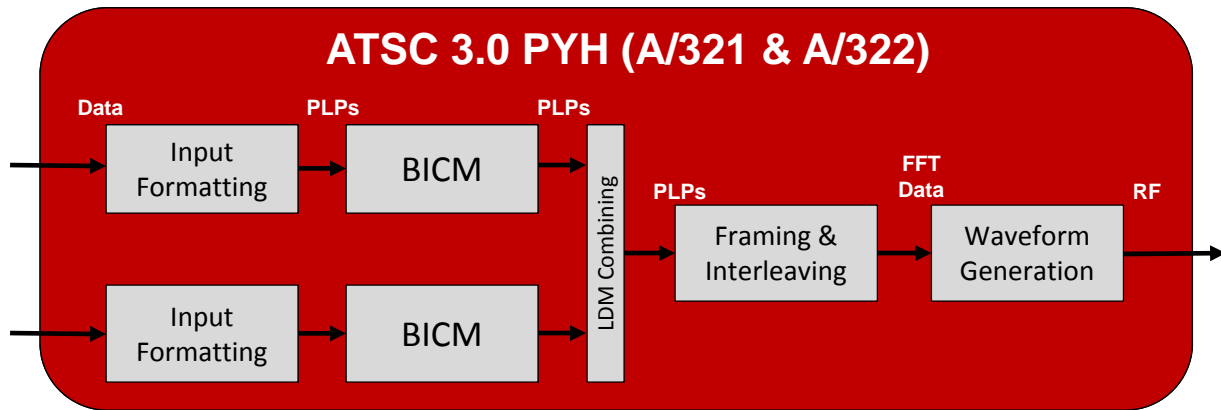 ATSC 3.0 PYH (A/321 & A/322)
Data
PLPs
PLPs
Input
Formatting
BICM
LDM Combining
PLPs
Framing &
Interleaving
FFT
Data
Waveform
Generation
RF
Input
Formatting
BICM